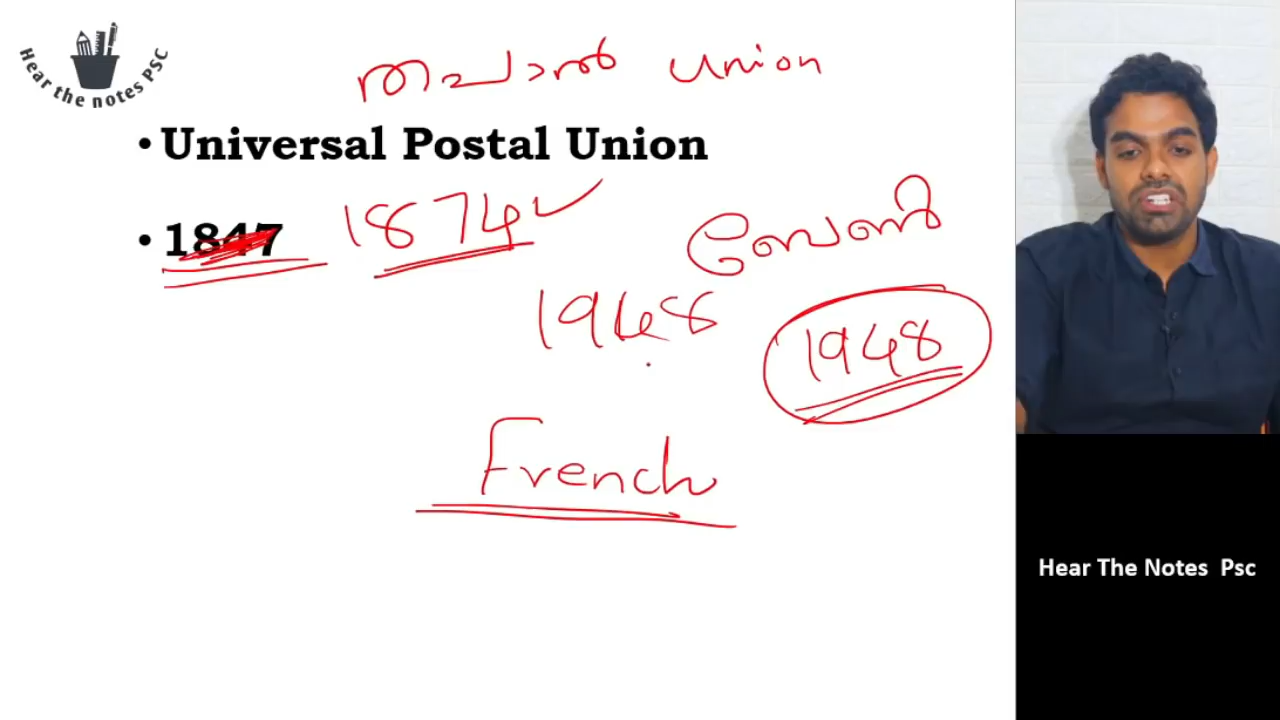 Hear the notes PSC
തപാൽ union
• Universal Postal Union
• 1847 1874
ബേൺ
1948
1948
French
Hear The Notes Psc